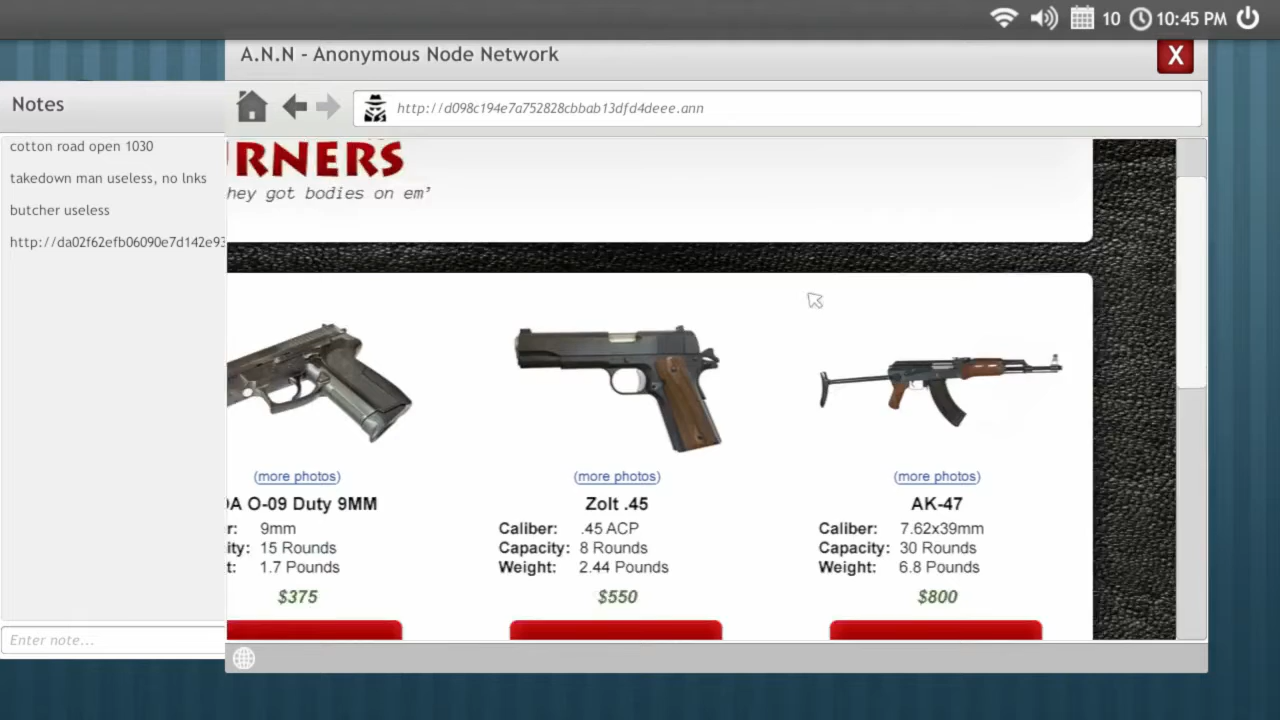 10 10:45 PM
A.N.N - Anonymous Node Network
X
Notes
http://d098c194e7a752828cbbab13dfd4deee.ann
cotton road open 1030
takedown man useless, no lnks
butcher useless
http://da02f62efb06090e7d142e93
RNERS
hey got bodies on em’
(more photos)
A O-09 Duty 9MM
r: 9mm
ity: 15 Rounds
t: 1.7 Pounds
$375
(more photos)
Zolt .45
Caliber: .45 ACP
Capacity: 8 Rounds
Weight: 2.44 Pounds
$550
(more photos)
AK-47
Caliber: 7.62x39mm
Capacity: 30 Rounds
Weight: 6.8 Pounds
$800
Enter note...